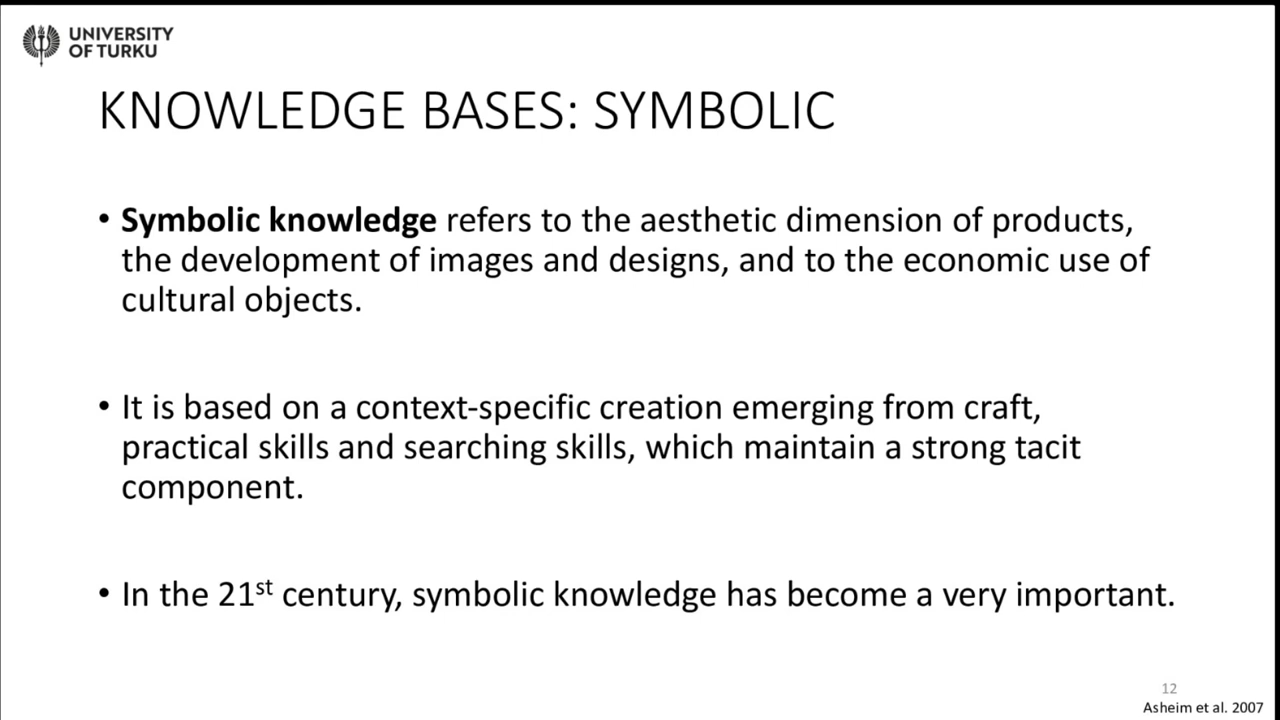 UNIVERSITY
OF TURKU
KNOWLEDGE BASES: SYMBOLIC
• Symbolic knowledge refers to the aesthetic dimension of products,
the development of images and designs, and to the economic use of
cultural objects.
• It is based on a context-specific creation emerging from craft,
practical skills and searching skills, which maintain a strong tacit
component.
• In the 21st century, symbolic knowledge has become a very important.
12
Asheim et al. 2007